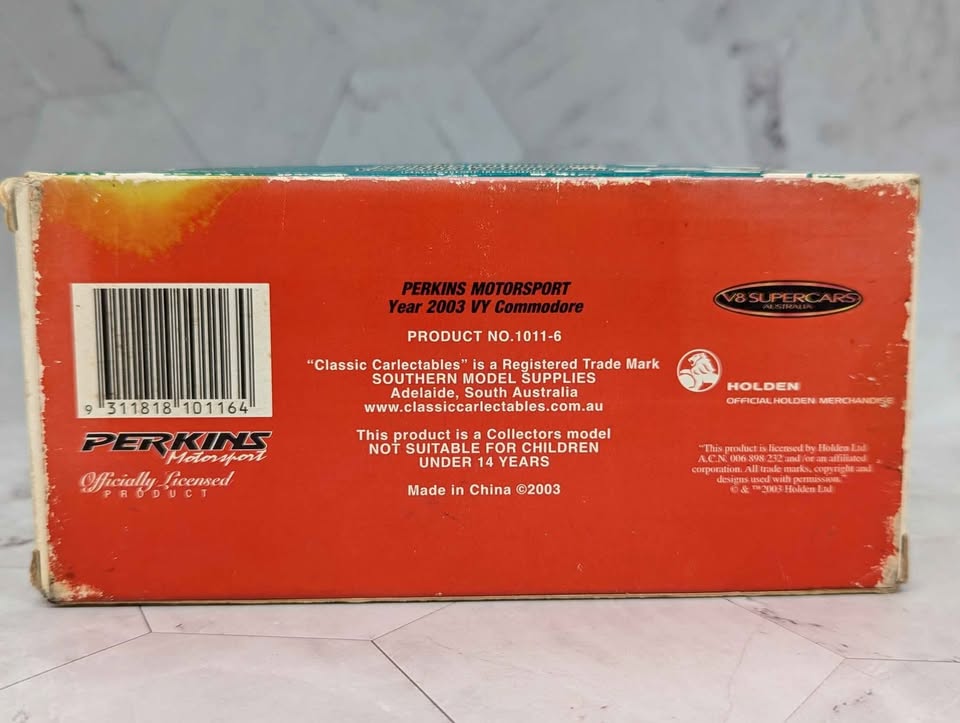 PERKINS MOTORSPORT
Year 2003 VY Commodore
PRODUCT NO.1011-6
"Classic Carlectables" is a Registered Trade Mark
SOUTHERN MODEL SUPPLIES
Adelaide, South Australia
www.classiccarlectables.com.au
This product is a Collectors model
NOT SUITABLE FOR CHILDREN
UNDER 14 YEARS
Made in China ©2003
9 311818 101164
PERKINS
Motorsport
Officially Licensed
PRODUCT
V8 SUPERCARS
AUSTRALIA
HOLDEN
OFFICIAL HOLDEN MERCHANDISE
"This product is licensed by Holden Ltd
A.C.N. 006 898 232 and /or an affiliated
corporation. All trade marks, copyright and
designs used with permission."
© & ™2003 Holden Ltd